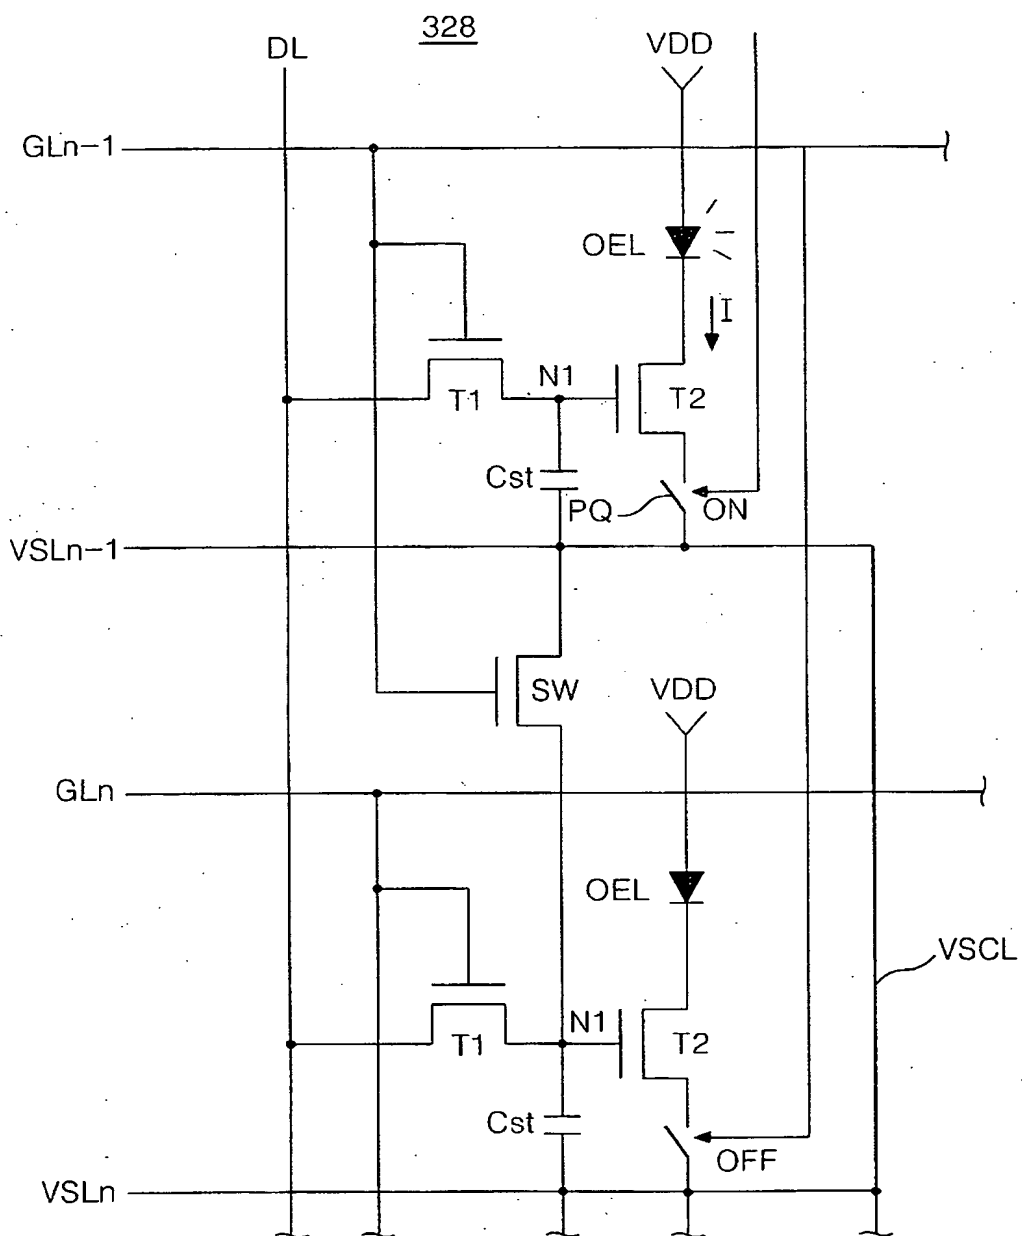 328
DL
VDD
GLn-1
OEL
I
N1
T1
T2
Cst
PQ
ON
VSLn-1
SW
VDD
GLn
OEL
VSCL
N1
T1
T2
Cst
OFF
VSLn